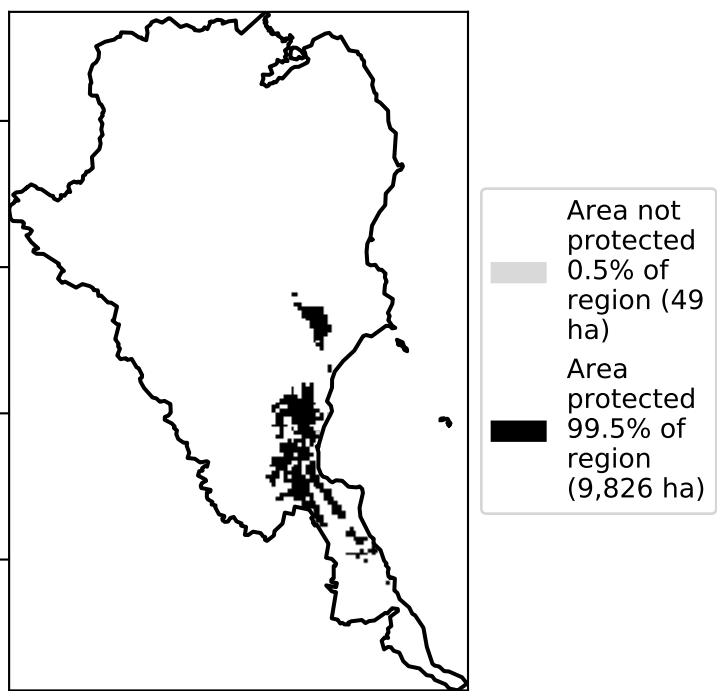 Area not
protected
0.5% of
region (49
ha)
Area
protected
99.5% of
region
(9,826 ha)